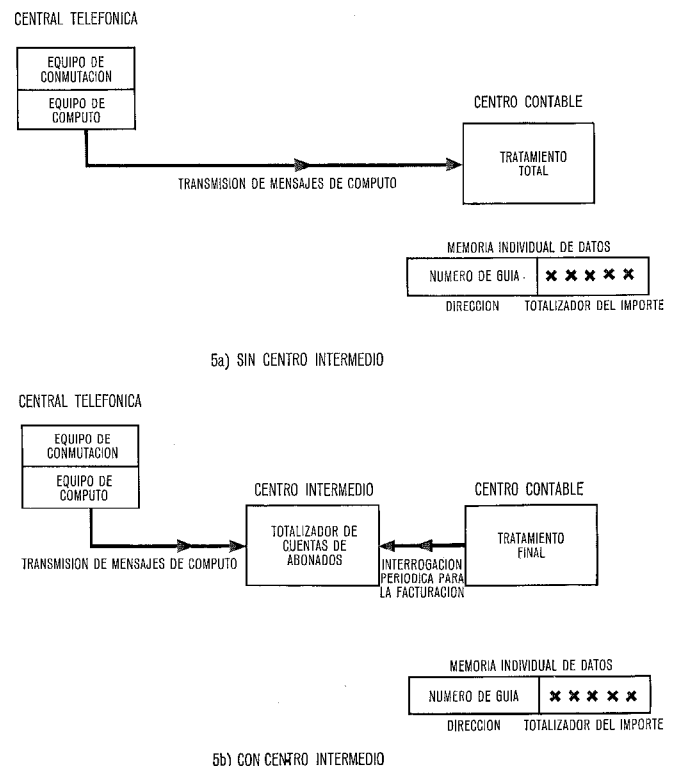 CENTRAL TELEFONICA
EQUIPO DE
CONMUTACION
EQUIPO DE
COMPUTO
CENTRO CONTABLE
TRATAMIENTO
TOTAL
TRANSMISION DE MENSAJES DE COMPUTO
MEMORIA INDIVIDUAL DE DATOS
NUMERO DE GUIA
×××××
DIRECCION
TOTALIZADOR DEL IMPORTE
5a) SIN CENTRO INTERMEDIO
CENTRAL TELEFONICA
EQUIPO DE
CONMUTACION
EQUIPO DE
COMPUTO
CENTRO INTERMEDIO
CENTRO CONTABLE
TOTALIZADOR DE
CUENTAS DE
ABONADOS
TRATAMIENTO
FINAL
TRANSMISION DE MENSAJES DE COMPUTO
INTERROGACION
PERIODICA PARA
LA FACTURACION
MEMORIA INDIVIDUAL DE DATOS
NUMERO DE GUIA
×××××
DIRECCION
TOTALIZADOR DEL IMPORTE
5b) CON CENTRO INTERMEDIO